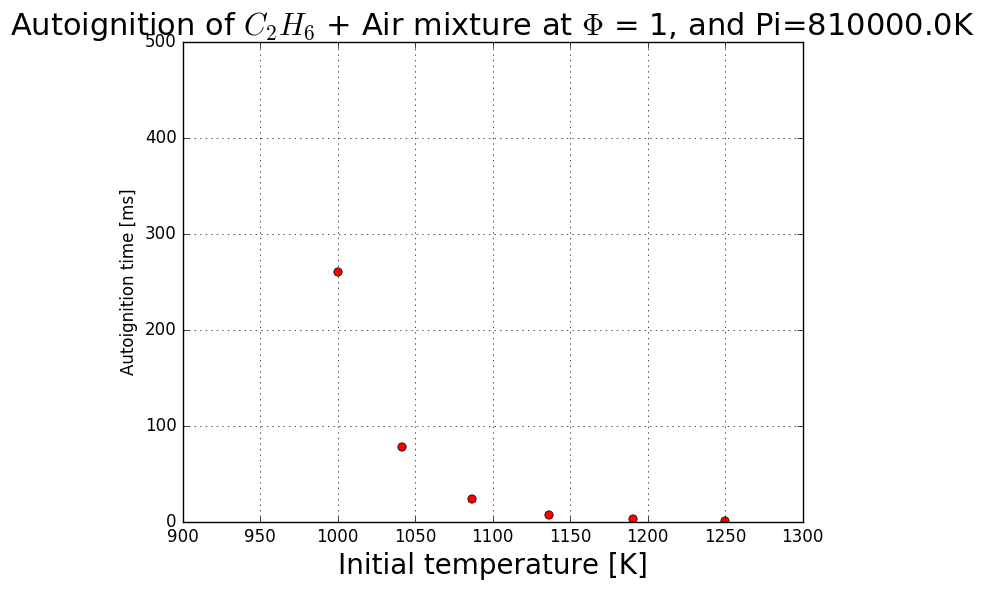 Autoignition of C₂H₆ + Air mixture at Φ = 1, and Pi=810000.0K
500
400
300
200
100
0
Autoignition time [ms]
900 950 1000 1050 1100 1150 1200 1250 1300
Initial temperature [K]